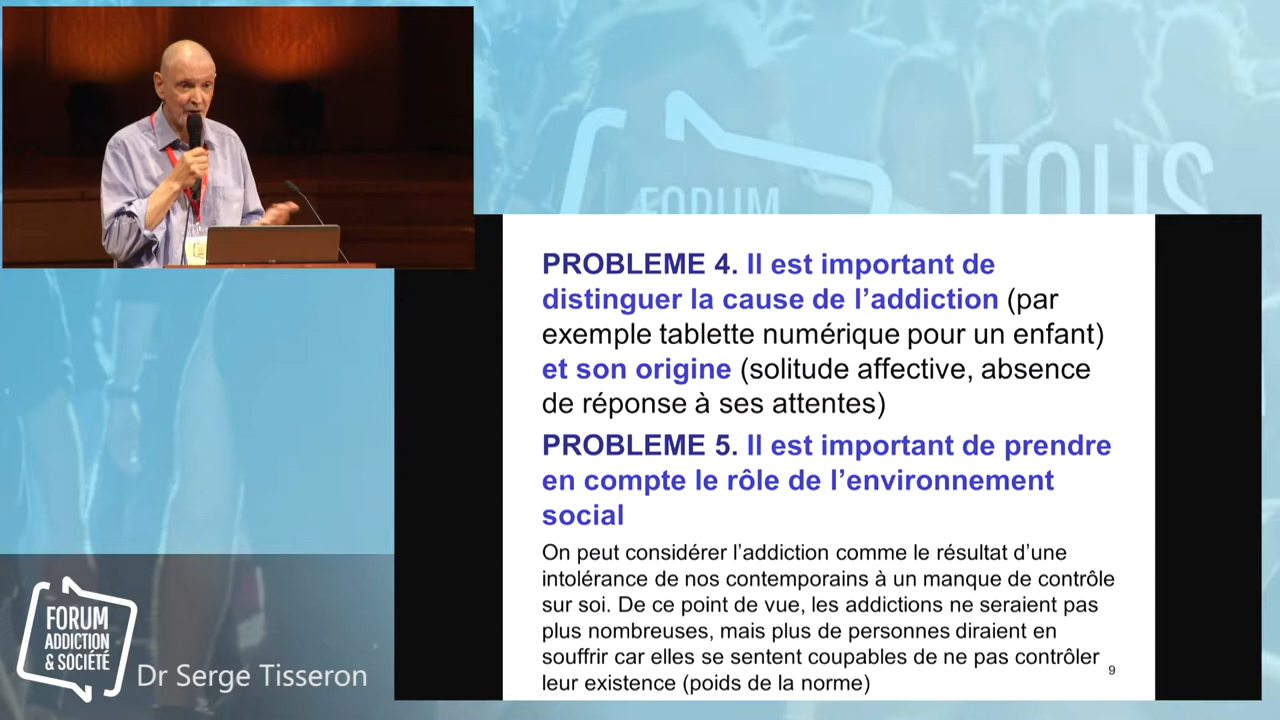 FORUM
TOUS
PROBLEME 4. Il est important de
distinguer la cause de l’addiction (par
exemple tablette numérique pour un enfant)
et son origine (solitude affective, absence
de réponse à ses attentes)
PROBLEME 5. Il est important de prendre
en compte le rôle de l’environnement
social
On peut considérer l’addiction comme le résultat d’une
intolérance de nos contemporains à un manque de contrôle
sur soi. De ce point de vue, les addictions ne seraient pas
plus nombreuses, mais plus de personnes diraient en
souffrir car elles se sentent coupables de ne pas contrôler
leur existence (poids de la norme)
9
FORUM
ADDICTION
& SOCIÉTÉ
Dr Serge Tisseron